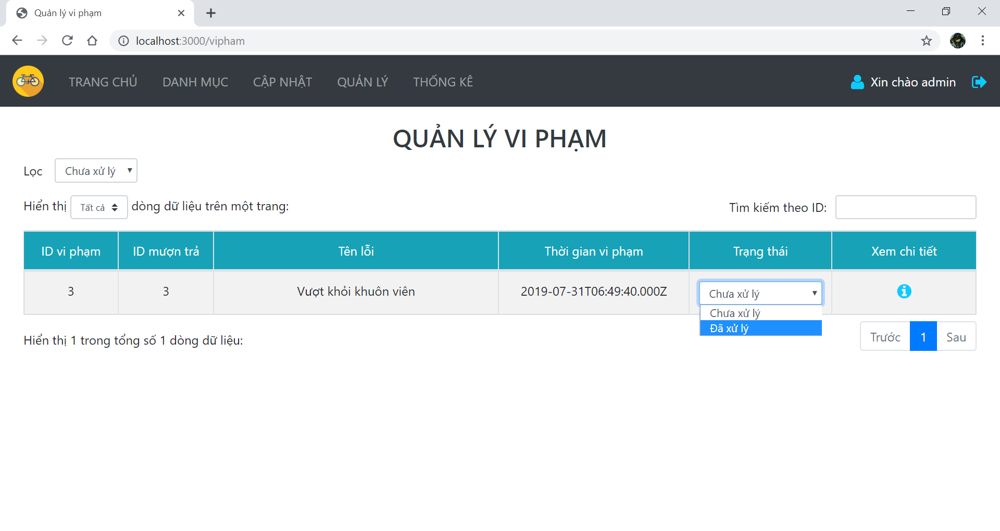 Quản lý vi phạm
localhost:3000/vipham
TRANG CHỦ DANH MỤC CẬP NHẬT QUẢN LÝ THỐNG KÊ Xin chào admin
QUẢN LÝ VI PHẠM
Lọc Chưa xử lý
Hiển thị Tất cả dòng dữ liệu trên một trang: Tìm kiếm theo ID:
ID vi phạm ID mượn trả Tên lỗi Thời gian vi phạm Trạng thái Xem chi tiết
3 3 Vượt khỏi khuôn viên 2019-07-31T06:49:40.000Z Chưa xử lý
Chưa xử lý
Đã xử lý
Hiển thị 1 trong tổng số 1 dòng dữ liệu: Trước 1 Sau